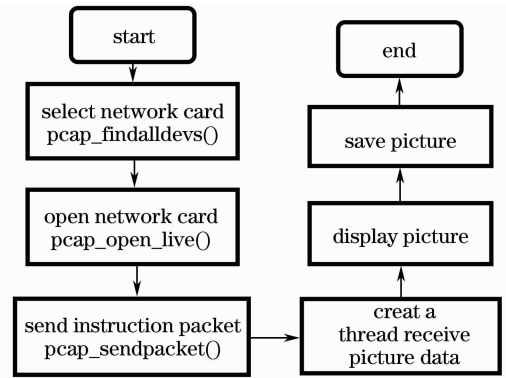 start
select network card
pcap_findalldevs()
open network card
pcap_open_live()
send instruction packet
pcap_sendpacket()
creat a
thread receive
picture data
display picture
save picture
end